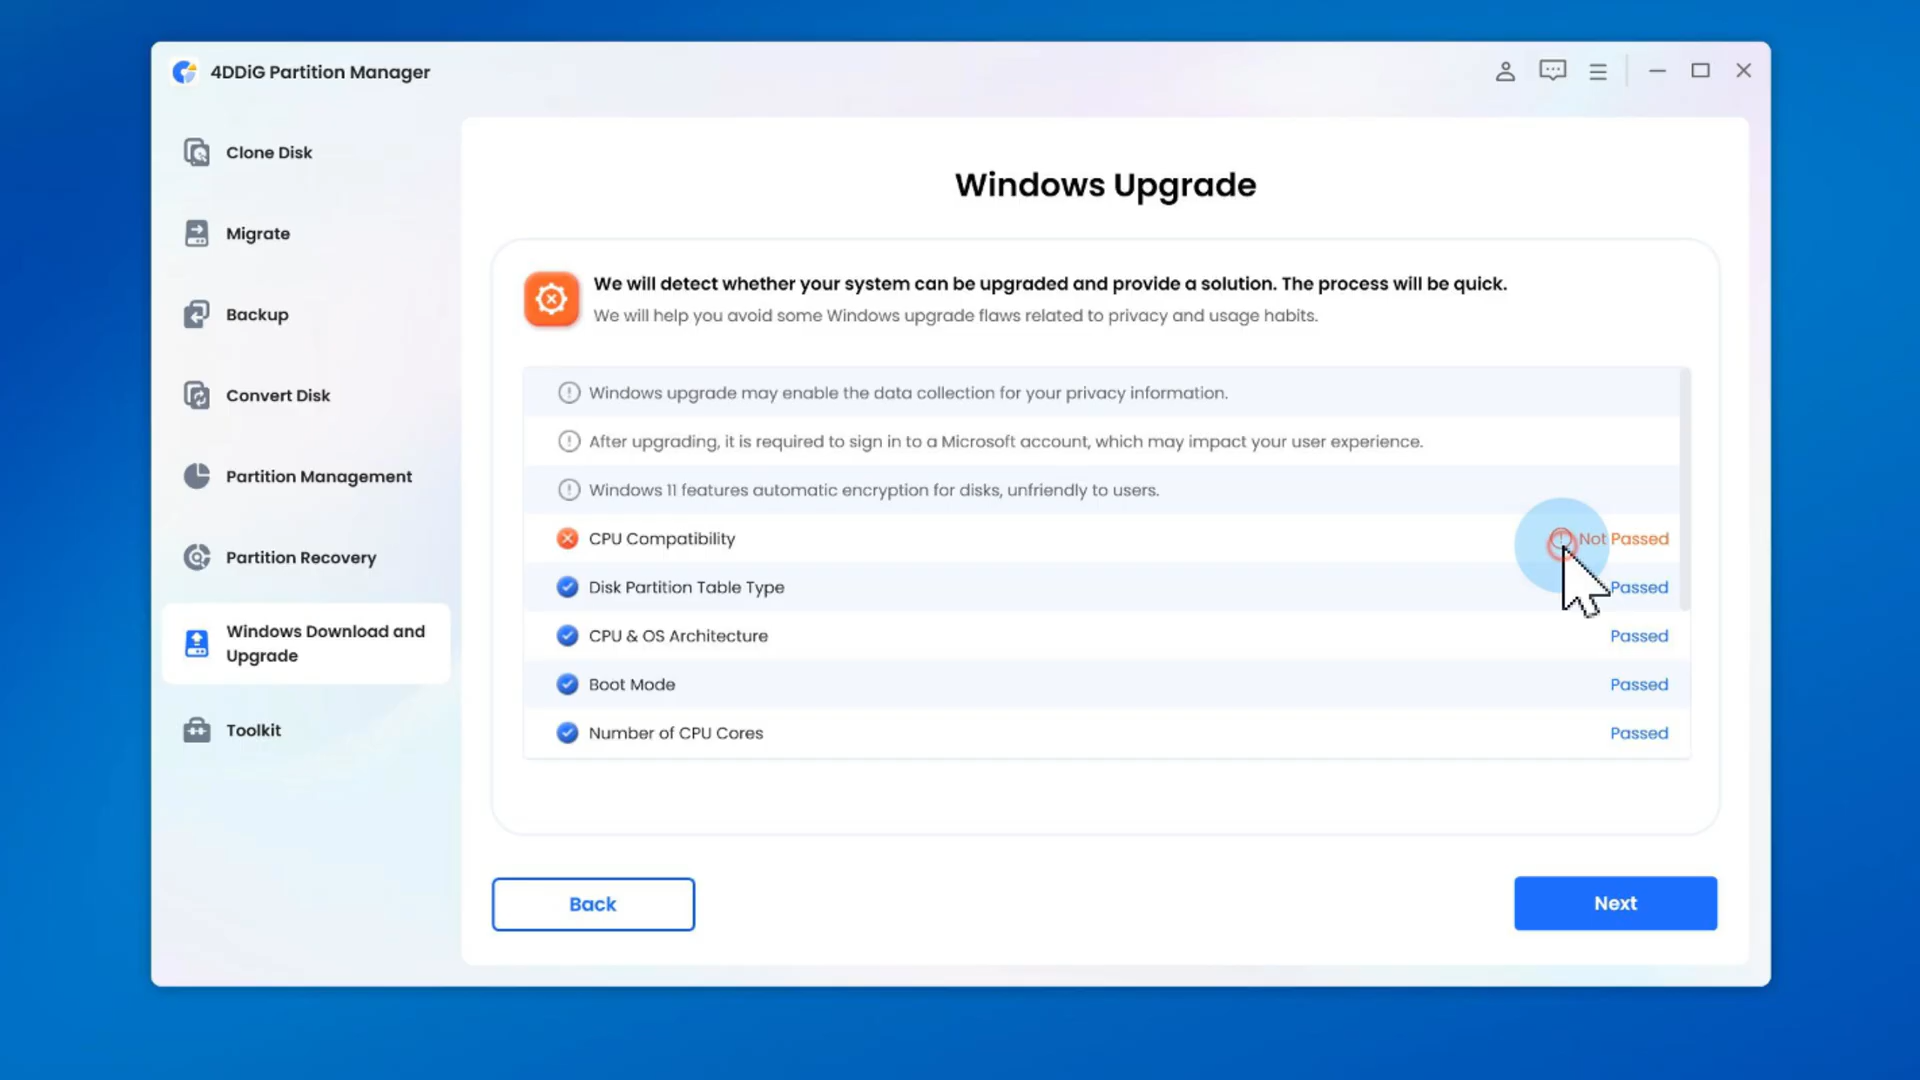 4DDiG Partition Manager
Clone Disk
Migrate
Backup
Convert Disk
Partition Management
Partition Recovery
Windows Download and
Upgrade
Toolkit
Windows Upgrade
We will detect whether your system can be upgraded and provide a solution. The process will be quick.
We will help you avoid some Windows upgrade flaws related to privacy and usage habits.
Windows upgrade may enable the data collection for your privacy information.
After upgrading, it is required to sign in to a Microsoft account, which may impact your user experience.
Windows 11 features automatic encryption for disks, unfriendly to users.
CPU Compatibility Not Passed
Disk Partition Table Type Passed
CPU & OS Architecture Passed
Boot Mode Passed
Number of CPU Cores Passed
Back
Next